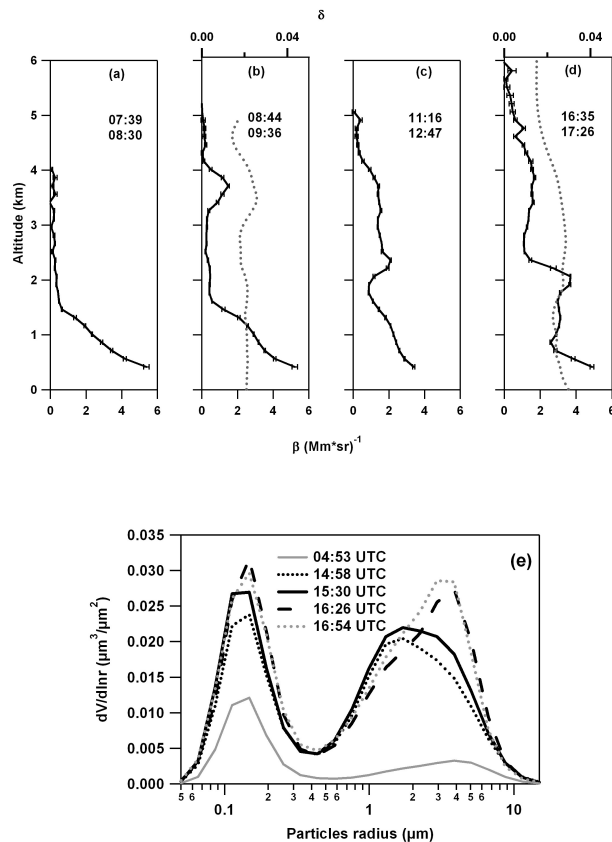 δ
0.00 0.04 0.00 0.04
6
5
4
3
2
1
0
Altitude (km)
(a)
07:39
08:30
(b)
08:44
09:36
(c)
11:16
12:47
(d)
16:35
17:26
0 2 4 6 0 2 4 6 0 2 4 6 0 2 4 6
β (Mm*sr)⁻¹
0.035
0.030
0.025
0.020
0.015
0.010
0.005
0.000
dV/dlnr (μm³/μm²)
(e)
04:53 UTC
14:58 UTC
15:30 UTC
16:26 UTC
16:54 UTC
5 6 0.1 2 3 4 5 6 1 2 3 4 5 6 10
Particles radius (μm)